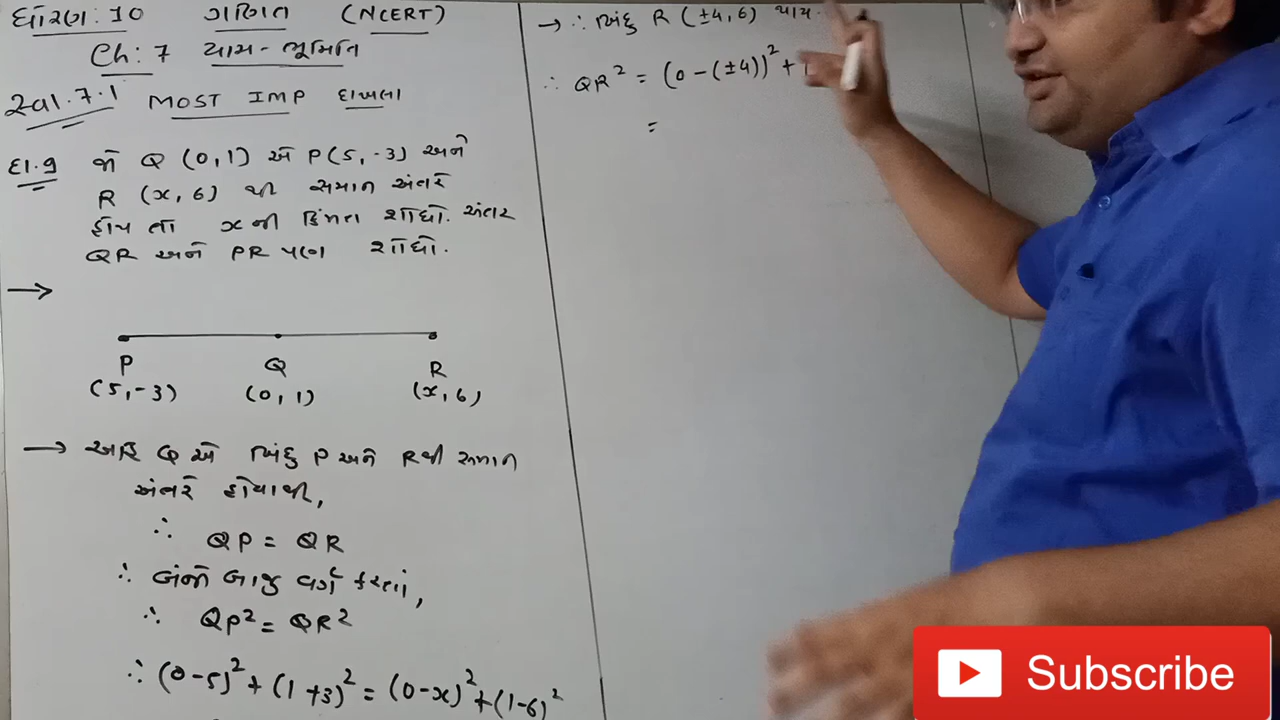 ધોરણ: 10 ગણિત (NCERT)
Ch: 7 યામ-ભૂમિતિ
સ્વા. 7.1 MOST IMP દાખલા
દા.9 જો Q (0,1) એ P(5,-3) અને
R (x,6) થી સમાન અંતરે
હોય તો x ની કિંમત શોધો. અંતર
QR અને PR પણ શોધો.
P Q R
(5,-3) (0,1) (x,6)
→ અહિં Q એ બિંદુ P અને R થી સમાન
અંતરે હોવાથી,
∴ QP = QR
∴ બંન્ને બાજુ વર્ગ કરતાં,
∴ QP² = QR²
∴ (0-5)² + (1+3)² = (0-x)² + (1-6)²
→ ∴ બિંદુ R (±4,6) થાય.
∴ QR² = (0-(±4))² + (
=
Subscribe